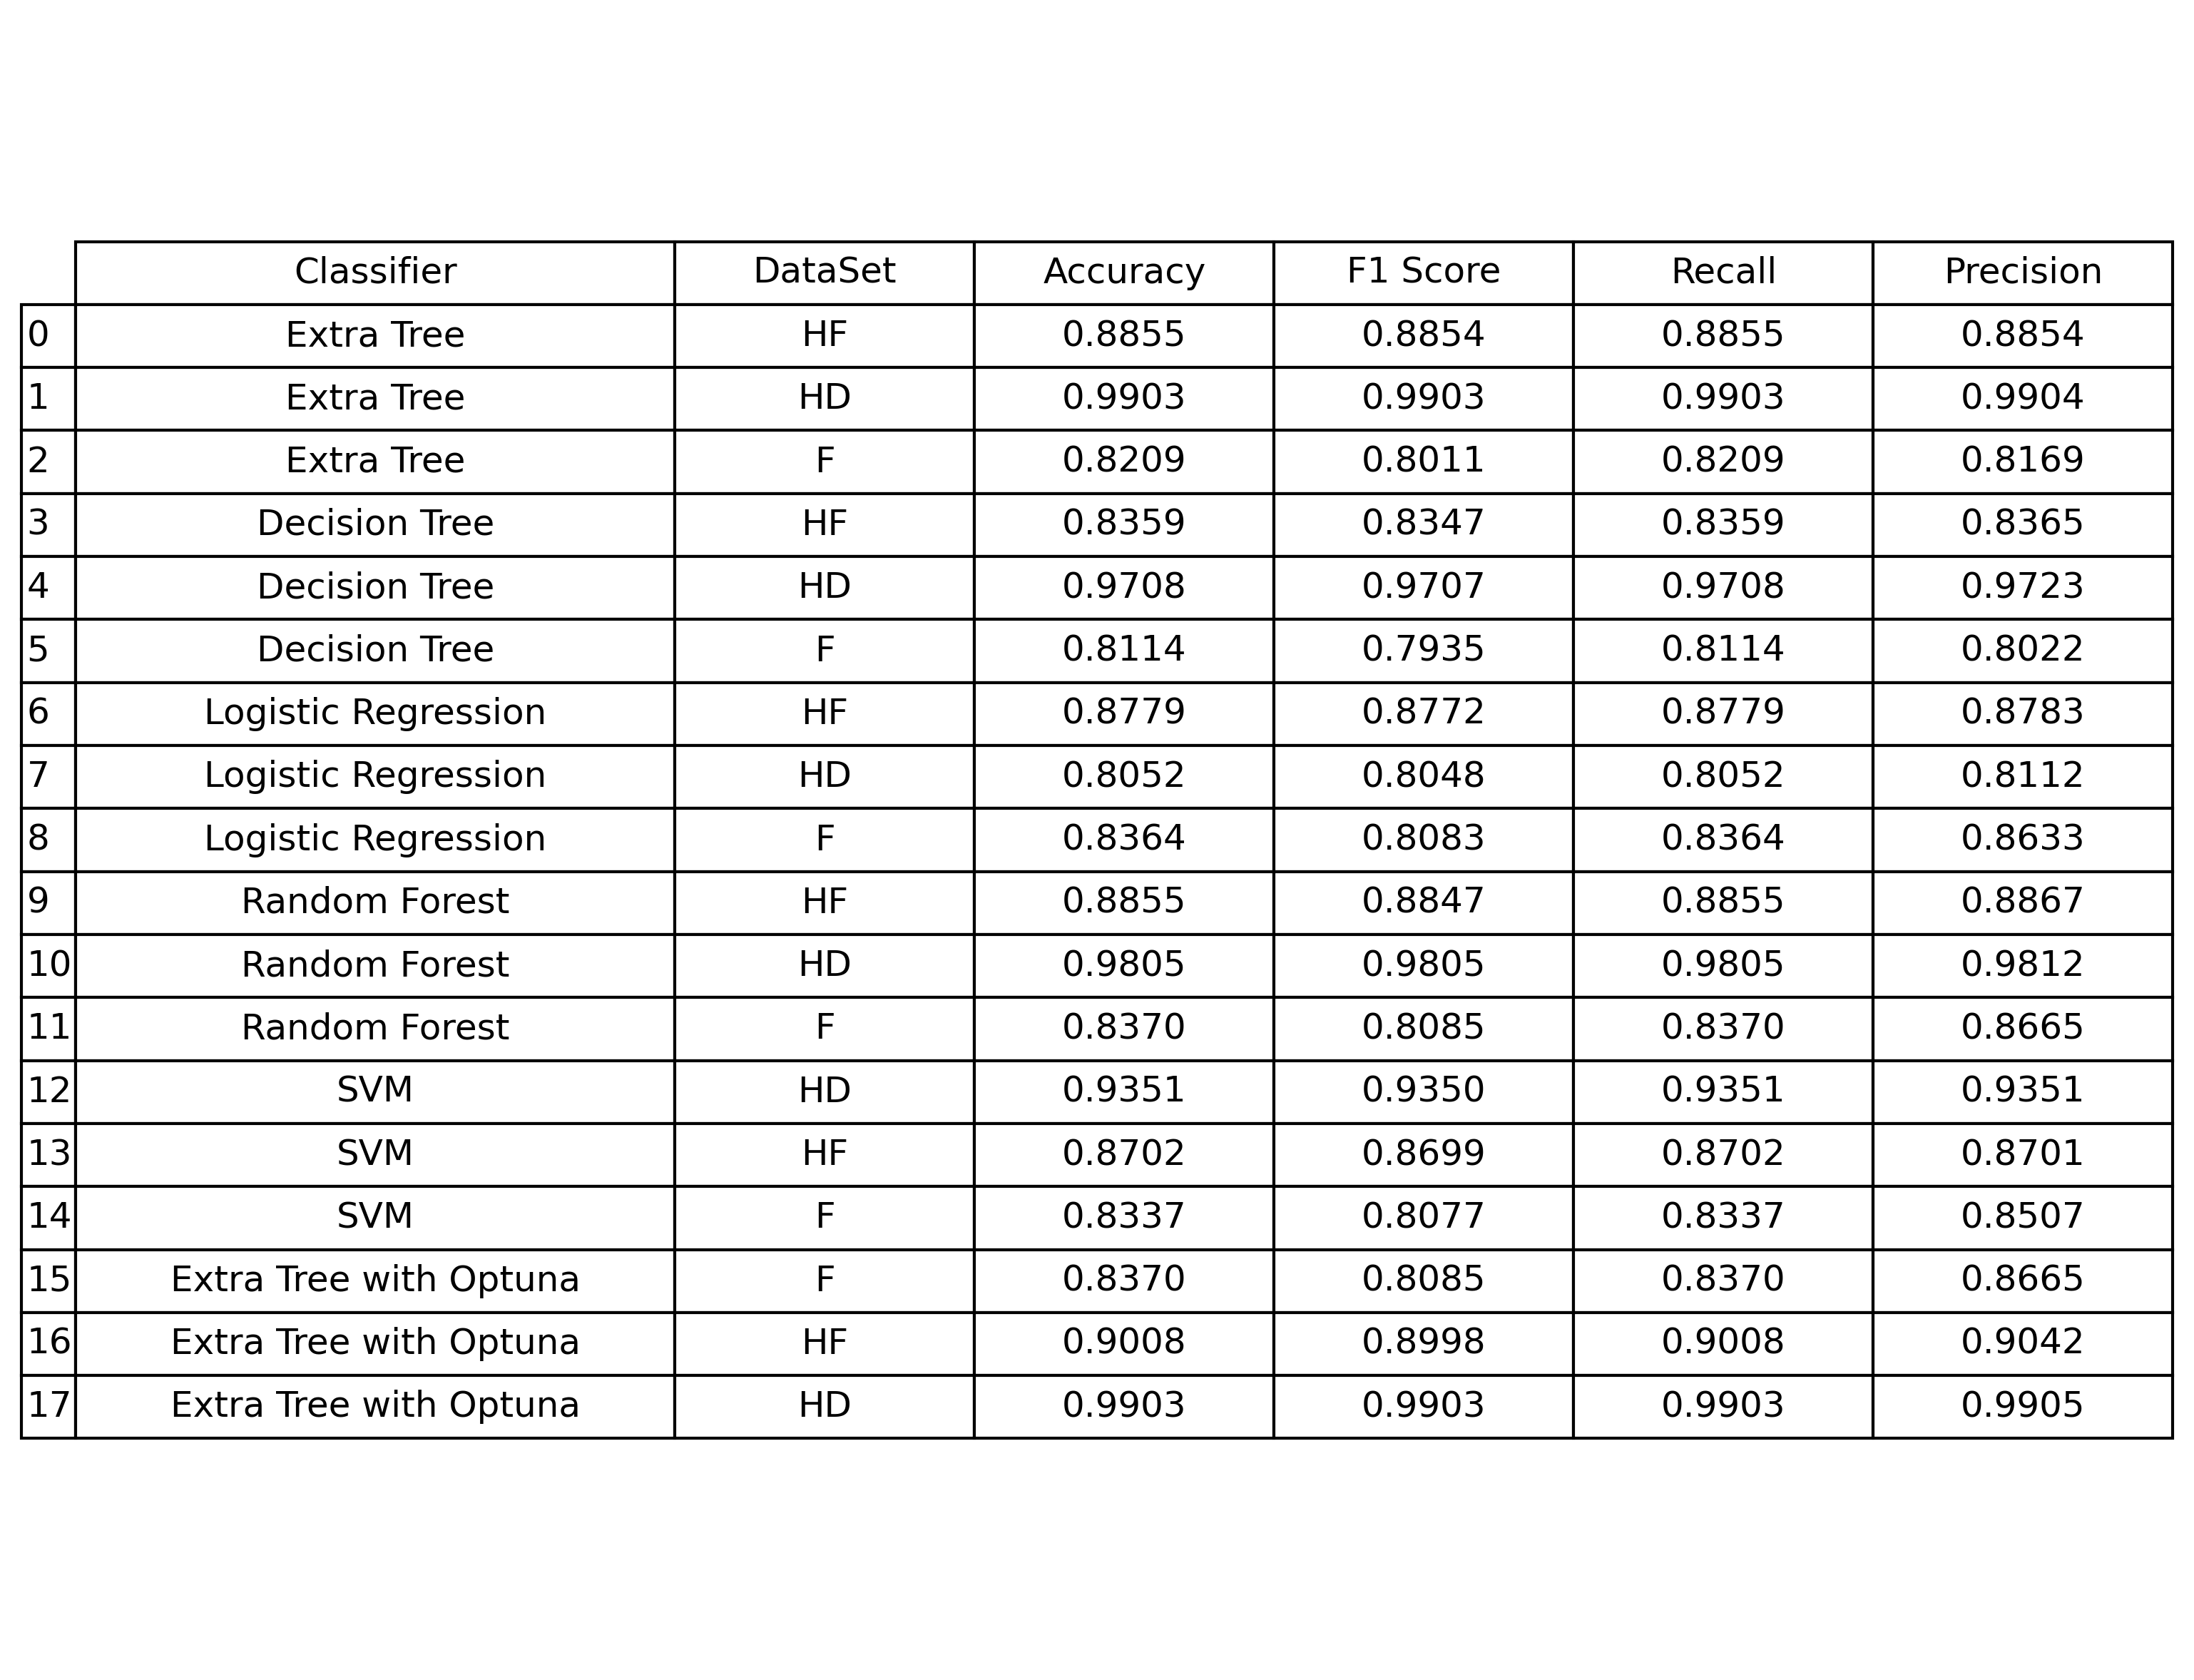 Classifier DataSet Accuracy F1 Score Recall Precision
0 Extra Tree HF 0.8855 0.8854 0.8855 0.8854
1 Extra Tree HD 0.9903 0.9903 0.9903 0.9904
2 Extra Tree F 0.8209 0.8011 0.8209 0.8169
3 Decision Tree HF 0.8359 0.8347 0.8359 0.8365
4 Decision Tree HD 0.9708 0.9707 0.9708 0.9723
5 Decision Tree F 0.8114 0.7935 0.8114 0.8022
6 Logistic Regression HF 0.8779 0.8772 0.8779 0.8783
7 Logistic Regression HD 0.8052 0.8048 0.8052 0.8112
8 Logistic Regression F 0.8364 0.8083 0.8364 0.8633
9 Random Forest HF 0.8855 0.8847 0.8855 0.8867
10 Random Forest HD 0.9805 0.9805 0.9805 0.9812
11 Random Forest F 0.8370 0.8085 0.8370 0.8665
12 SVM HD 0.9351 0.9350 0.9351 0.9351
13 SVM HF 0.8702 0.8699 0.8702 0.8701
14 SVM F 0.8337 0.8077 0.8337 0.8507
15 Extra Tree with Optuna F 0.8370 0.8085 0.8370 0.8665
16 Extra Tree with Optuna HF 0.9008 0.8998 0.9008 0.9042
17 Extra Tree with Optuna HD 0.9903 0.9903 0.9903 0.9905